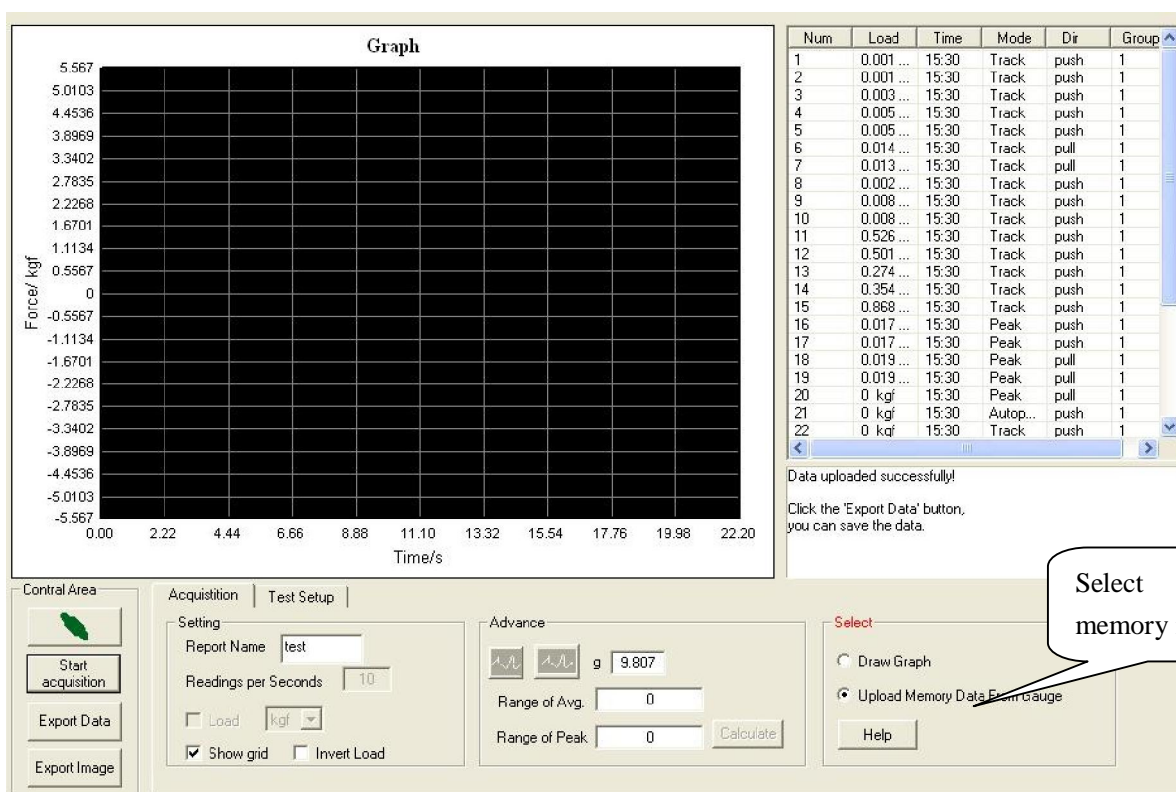 Graph
5.567
5.0103
4.4536
3.8969
3.3402
2.7835
2.2268
1.6701
1.1134
0.5567
0
-0.5567
-1.1134
-1.6701
-2.2268
-2.7835
-3.3402
-3.8969
-4.4536
-5.0103
-5.567
Force/ kgf
0.00 2.22 4.44 6.66 8.88 11.10 13.32 15.54 17.76 19.98 22.20
Time/s
Num Load Time Mode Dir Group
1 0.001 ... 15:30 Track push 1
2 0.001 ... 15:30 Track push 1
3 0.003 ... 15:30 Track push 1
4 0.005 ... 15:30 Track push 1
5 0.005 ... 15:30 Track push 1
6 0.014 ... 15:30 Track pull 1
7 0.013 ... 15:30 Track pull 1
8 0.002 ... 15:30 Track push 1
9 0.008 ... 15:30 Track push 1
10 0.008 ... 15:30 Track push 1
11 0.526 ... 15:30 Track push 1
12 0.501 ... 15:30 Track push 1
13 0.274 ... 15:30 Track push 1
14 0.354 ... 15:30 Track push 1
15 0.868 ... 15:30 Track push 1
16 0.017 ... 15:30 Peak push 1
17 0.017 ... 15:30 Peak push 1
18 0.019 ... 15:30 Peak pull 1
19 0.019 ... 15:30 Peak pull 1
20 0 kgf 15:30 Peak pull 1
21 0 kgf 15:30 Autop... push 1
22 0 kgf 15:30 Track push 1
Data uploaded successfully!
Click the 'Export Data' button,
you can save the data.
Select
memory
Contral Area
Start
acquisition
Export Data
Export Image
Acquistition Test Setup
Setting
Report Name test
Readings per Seconds 10
Load kgf
Show grid Invert Load
Advance
g 9.807
Range of Avg. 0
Range of Peak 0 Calculate
Select
Draw Graph
Upload Memory Data From Gauge
Help